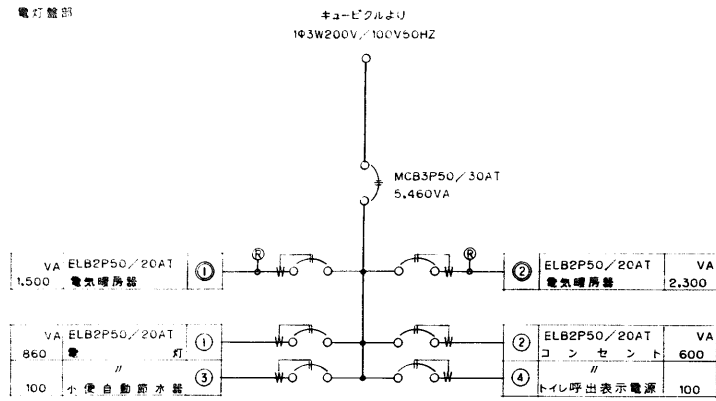 電灯盤部
キュービクルより
1Φ3W200V/100V50HZ
MCB3P50/30AT
5,460VA
VA ELB2P50/20AT
1,500 電気暖房器 ①
R
R
② ELB2P50/20AT VA
電気暖房器 2,300
VA ELB2P50/20AT
860 電灯 ①
② ELB2P50/20AT VA
コンセント 600
〃
100 小便自動節水器 ③
④ 〃
トイレ呼出表示電源 100